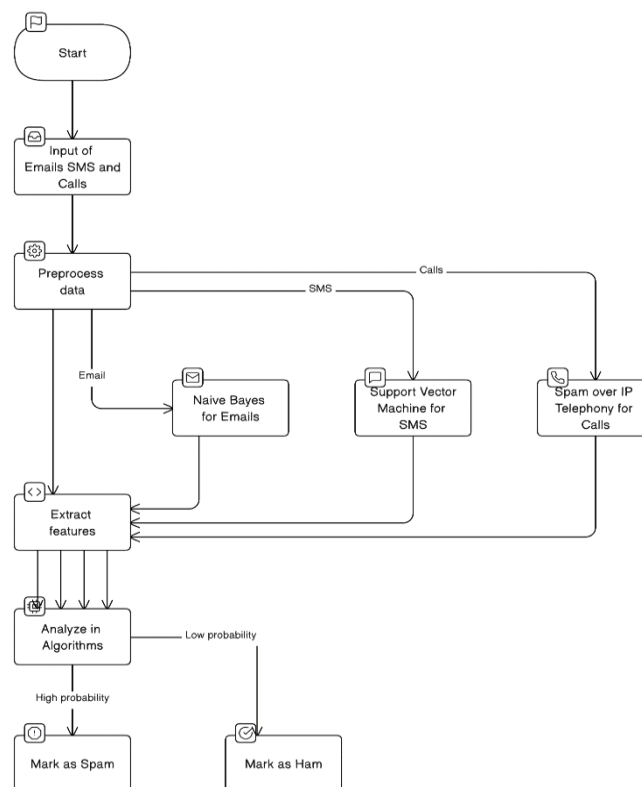 Start
Input of
Emails SMS and
Calls
Preprocess
data
Calls
SMS
Email
Naive Bayes
for Emails
Support Vector
Machine for
SMS
Spam over IP
Telephony for
Calls
Extract
features
Analyze in
Algorithms
Low probability
High probability
Mark as Spam
Mark as Ham